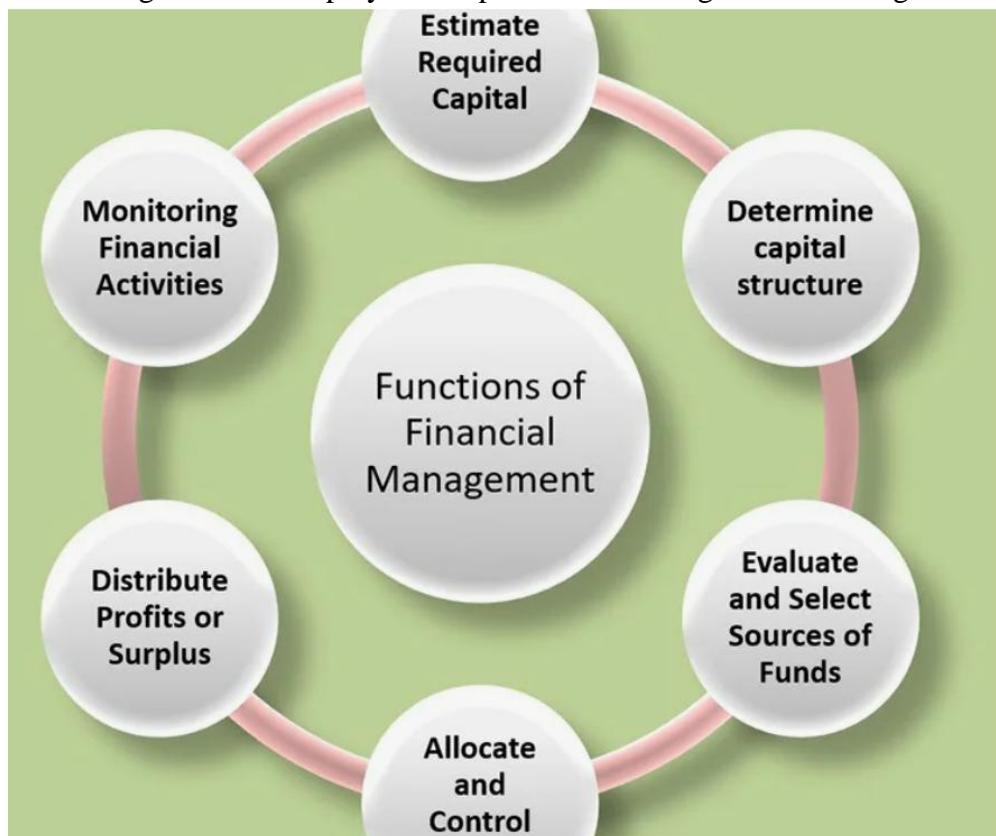 Estimate
Required
Capital
Determine
capital
structure
Evaluate
and Select
Sources of
Funds
Allocate
and
Control
Distribute
Profits or
Surplus
Monitoring
Financial
Activities
Functions of
Financial
Management